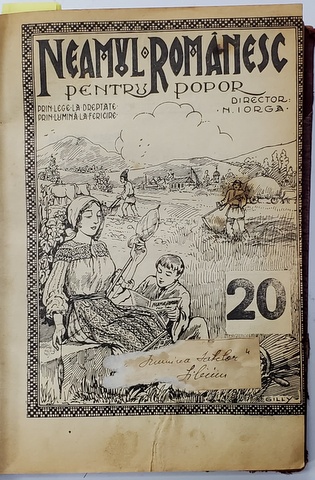 NEAMUL ROMÂNESC
PENTRU POPOR
PRIN LEGE LA DREPTATE·
PRIN LUMINĂ LA FERICIRE·
DIRECTOR:
·N. IORGA·
20
GILLY